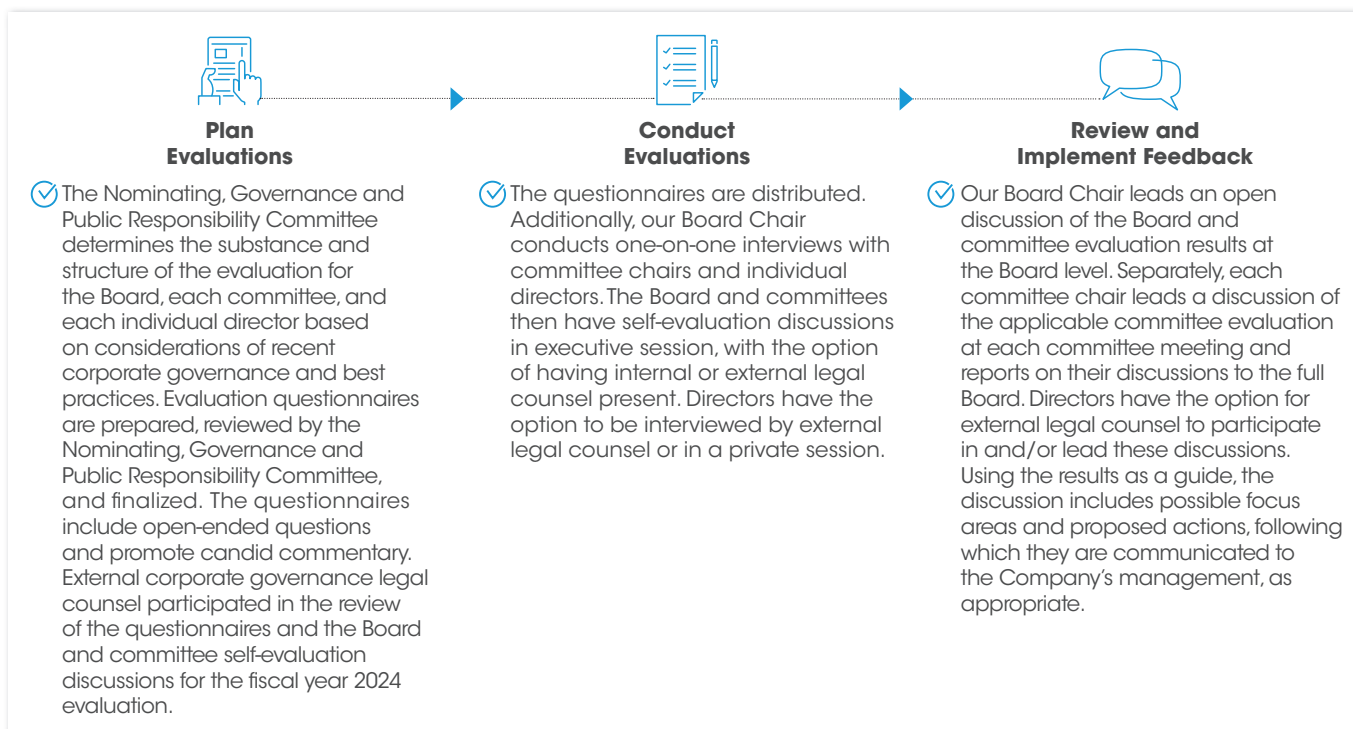 Plan
Evaluations
The Nominating, Governance and
Public Responsibility Committee
determines the substance and
structure of the evaluation for
the Board, each committee, and
each individual director based
on considerations of recent
corporate governance and best
practices. Evaluation questionnaires
are prepared, reviewed by the
Nominating, Governance and
Public Responsibility Committee,
and finalized. The questionnaires
include open-ended questions
and promote candid commentary.
External corporate governance legal
counsel participated in the review
of the questionnaires and the Board
and committee self-evaluation
discussions for the fiscal year 2024
evaluation.
Conduct
Evaluations
The questionnaires are distributed.
Additionally, our Board Chair
conducts one-on-one interviews with
committee chairs and individual
directors. The Board and committees
then have self-evaluation discussions
in executive session, with the option
of having internal or external legal
counsel present. Directors have the
option to be interviewed by external
legal counsel or in a private session.
Review and
Implement Feedback
Our Board Chair leads an open
discussion of the Board and
committee evaluation results at
the Board level. Separately, each
committee chair leads a discussion of
the applicable committee evaluation
at each committee meeting and
reports on their discussions to the full
Board. Directors have the option for
external legal counsel to participate
in and/or lead these discussions.
Using the results as a guide, the
discussion includes possible focus
areas and proposed actions, following
which they are communicated to
the Company's management, as
appropriate.